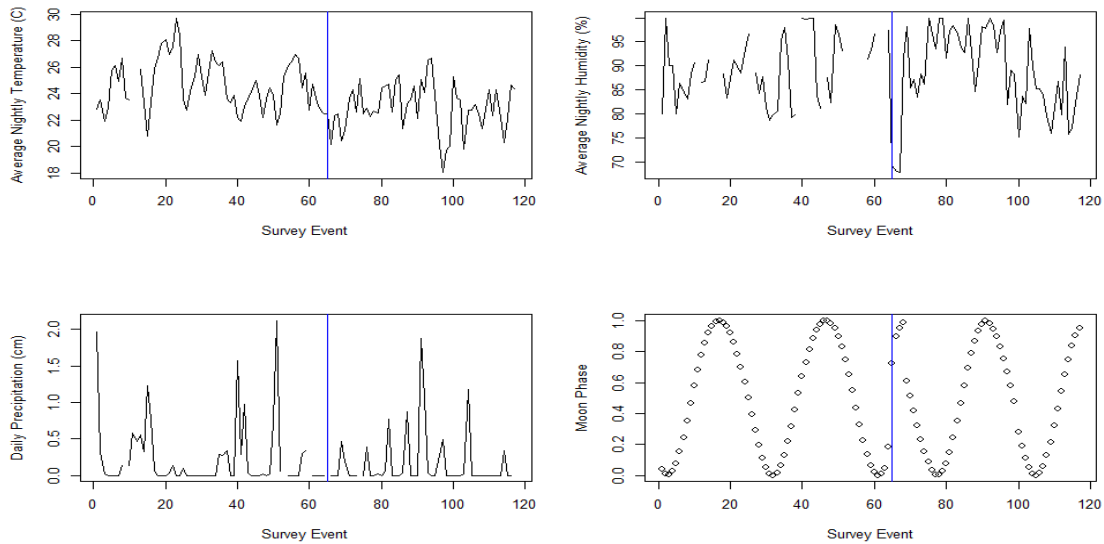 Average Nightly Temperature (C)
18 20 22 24 26 28 30
0 20 40 60 80 100 120
Survey Event
Average Nightly Humidity (%)
70 75 80 85 90 95
0 20 40 60 80 100 120
Survey Event
Daily Precipitation (cm)
0.0 0.5 1.0 1.5 2.0
0 20 40 60 80 100 120
Survey Event
Moon Phase
0.0 0.2 0.4 0.6 0.8 1.0
0 20 40 60 80 100 120
Survey Event